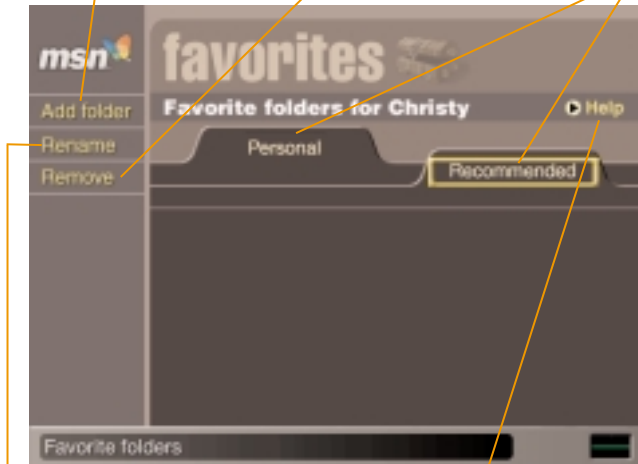 msn
favorites
Add folder
Favorite folders for Christy
Help
Rename
Personal
Remove
Recommended
Favorite folders